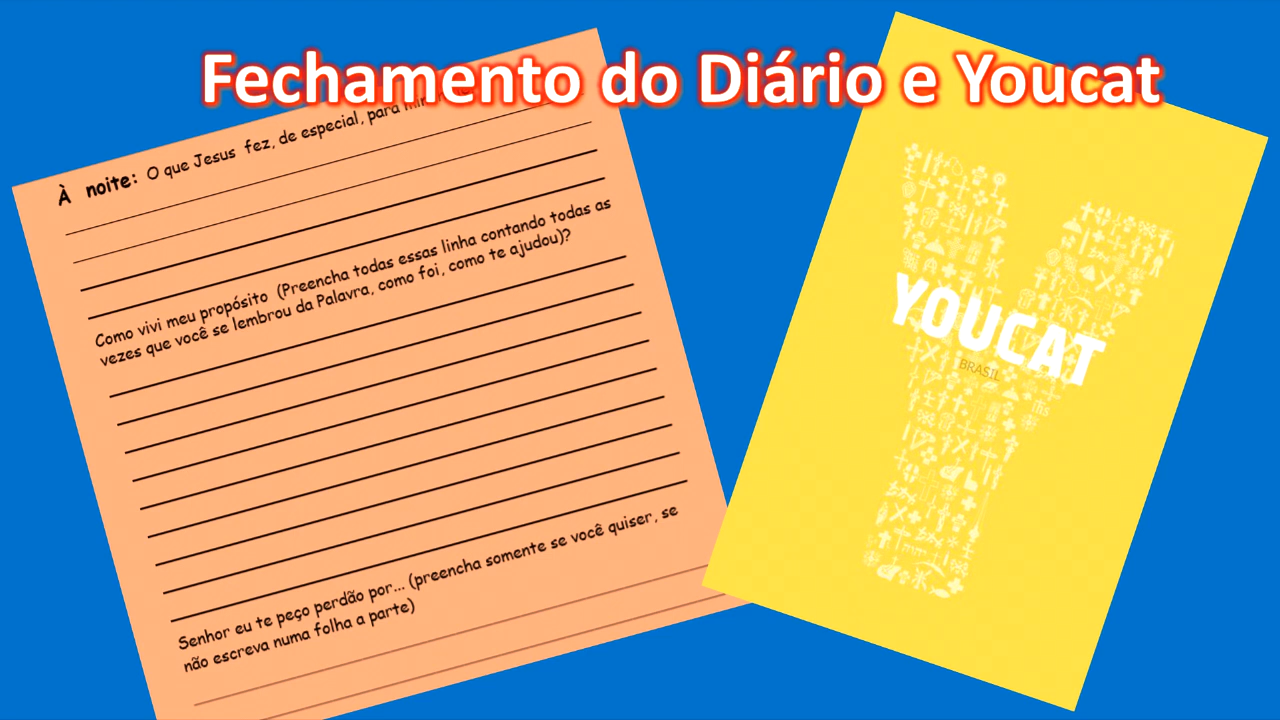 Fechamento do Diário e Youcat
À noite: O que Jesus fez, de especial, para
Como vivi meu propósito (Preencha todas essas linha contando todas as
vezes que você se lembrou da Palavra, como foi, como te ajudou)?
Senhor eu te peço perdão por... (preencha somente se você quiser, se
não escreva numa folha a parte)
YOUCAT
BRASIL